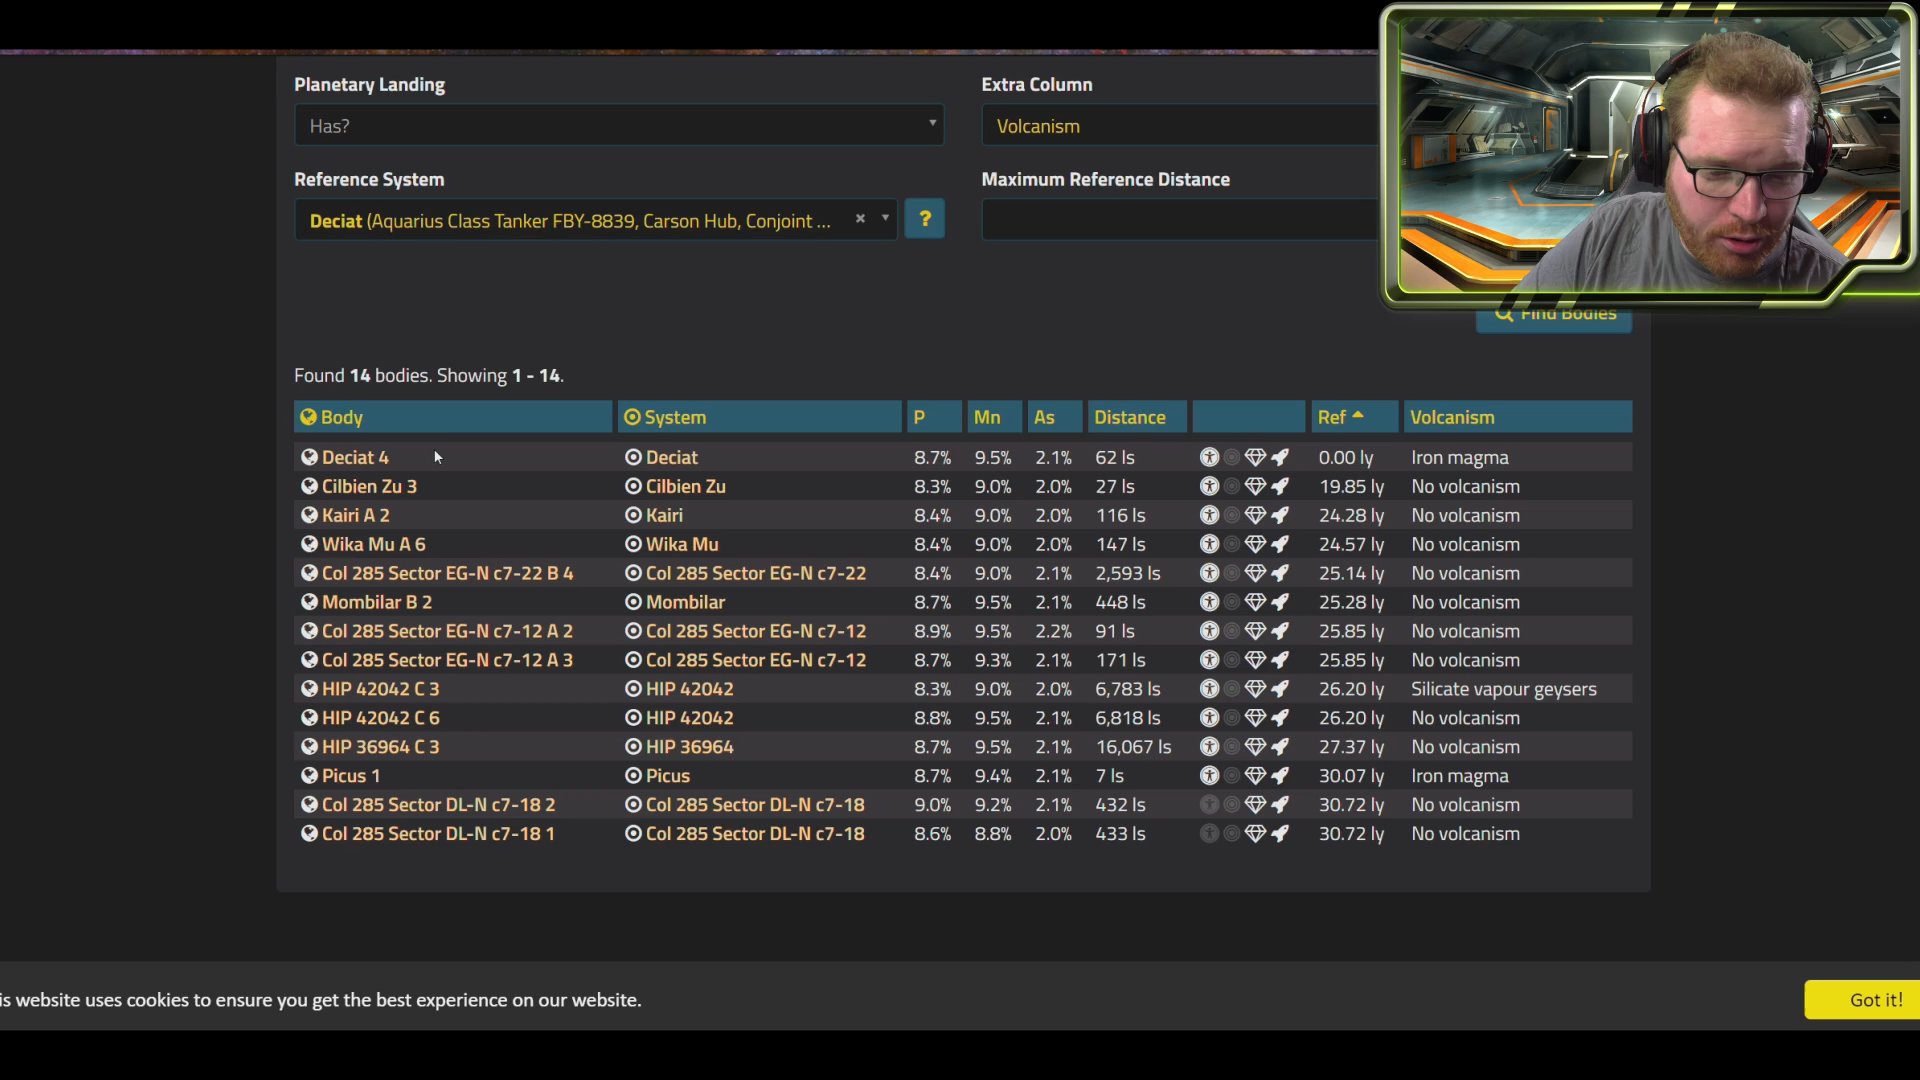 Planetary Landing
Extra Column
Has?
Volcanism
Reference System
Maximum Reference Distance
Deciat (Aquarius Class Tanker FBY-8839, Carson Hub, Conjoint ...
?
Find Bodies
Found 14 bodies. Showing 1 - 14.
Body System P Mn As Distance Ref Volcanism
Deciat 4 Deciat 8.7% 9.5% 2.1% 62 ls 0.00 ly Iron magma
Cilbien Zu 3 Cilbien Zu 8.3% 9.0% 2.0% 27 ls 19.85 ly No volcanism
Kairi A 2 Kairi 8.4% 9.0% 2.0% 116 ls 24.28 ly No volcanism
Wika Mu A 6 Wika Mu 8.4% 9.0% 2.0% 147 ls 24.57 ly No volcanism
Col 285 Sector EG-N c7-22 B 4 Col 285 Sector EG-N c7-22 8.4% 9.0% 2.1% 2,593 ls 25.14 ly No volcanism
Mombilar B 2 Mombilar 8.7% 9.5% 2.1% 448 ls 25.28 ly No volcanism
Col 285 Sector EG-N c7-12 A 2 Col 285 Sector EG-N c7-12 8.9% 9.5% 2.2% 91 ls 25.85 ly No volcanism
Col 285 Sector EG-N c7-12 A 3 Col 285 Sector EG-N c7-12 8.7% 9.3% 2.1% 171 ls 25.85 ly No volcanism
HIP 42042 C 3 HIP 42042 8.3% 9.0% 2.0% 6,783 ls 26.20 ly Silicate vapour geysers
HIP 42042 C 6 HIP 42042 8.8% 9.5% 2.1% 6,818 ls 26.20 ly No volcanism
HIP 36964 C 3 HIP 36964 8.7% 9.5% 2.1% 16,067 ls 27.37 ly No volcanism
Picus 1 Picus 8.7% 9.4% 2.1% 7 ls 30.07 ly Iron magma
Col 285 Sector DL-N c7-18 2 Col 285 Sector DL-N c7-18 9.0% 9.2% 2.1% 432 ls 30.72 ly No volcanism
Col 285 Sector DL-N c7-18 1 Col 285 Sector DL-N c7-18 8.6% 8.8% 2.0% 433 ls 30.72 ly No volcanism
is website uses cookies to ensure you get the best experience on our website.
Got it!